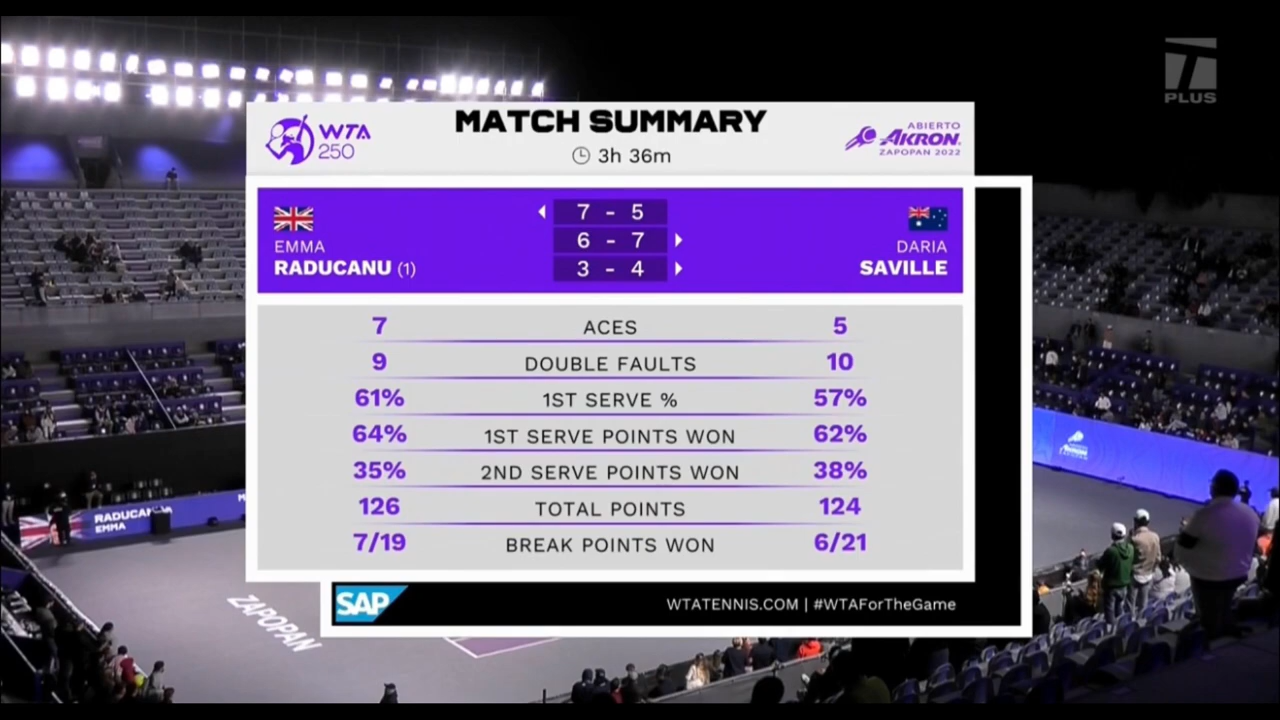 T
PLUS
WTA
250
MATCH SUMMARY
3h 36m
ABIERTO
AKRON
ZAPOPAN 2022
EMMA
RADUCANU (1)
7 - 5
6 - 7
3 - 4
DARIA
SAVILLE
7 ACES 5
9 DOUBLE FAULTS 10
61% 1ST SERVE % 57%
64% 1ST SERVE POINTS WON 62%
35% 2ND SERVE POINTS WON 38%
126 TOTAL POINTS 124
7/19 BREAK POINTS WON 6/21
SAP
WTATENNIS.COM | #WTAForTheGame
RADUCANU
EMMA
ZAPOPAN
AKRON